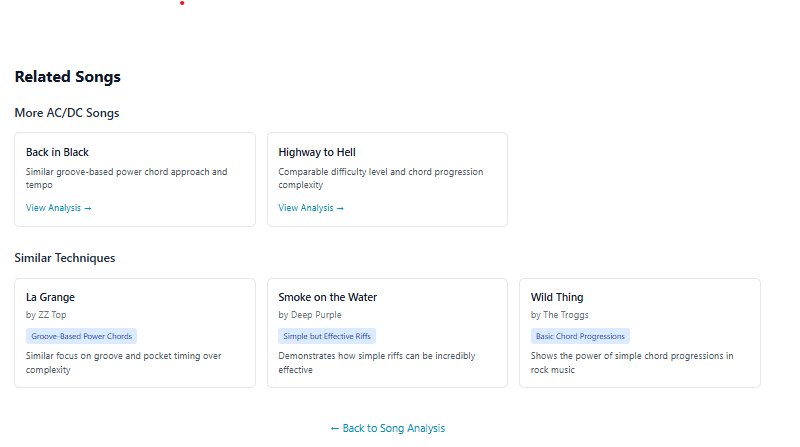 Related Songs
More AC/DC Songs
Back in Black
Similar groove-based power chord approach and
tempo
View Analysis →
Highway to Hell
Comparable difficulty level and chord progression
complexity
View Analysis →
Similar Techniques
La Grange
by ZZ Top
Groove-Based Power Chords
Similar focus on groove and pocket timing over
complexity
Smoke on the Water
by Deep Purple
Simple but Effective Riffs
Demonstrates how simple riffs can be incredibly
effective
Wild Thing
by The Troggs
Basic Chord Progressions
Shows the power of simple chord progressions in
rock music
← Back to Song Analysis